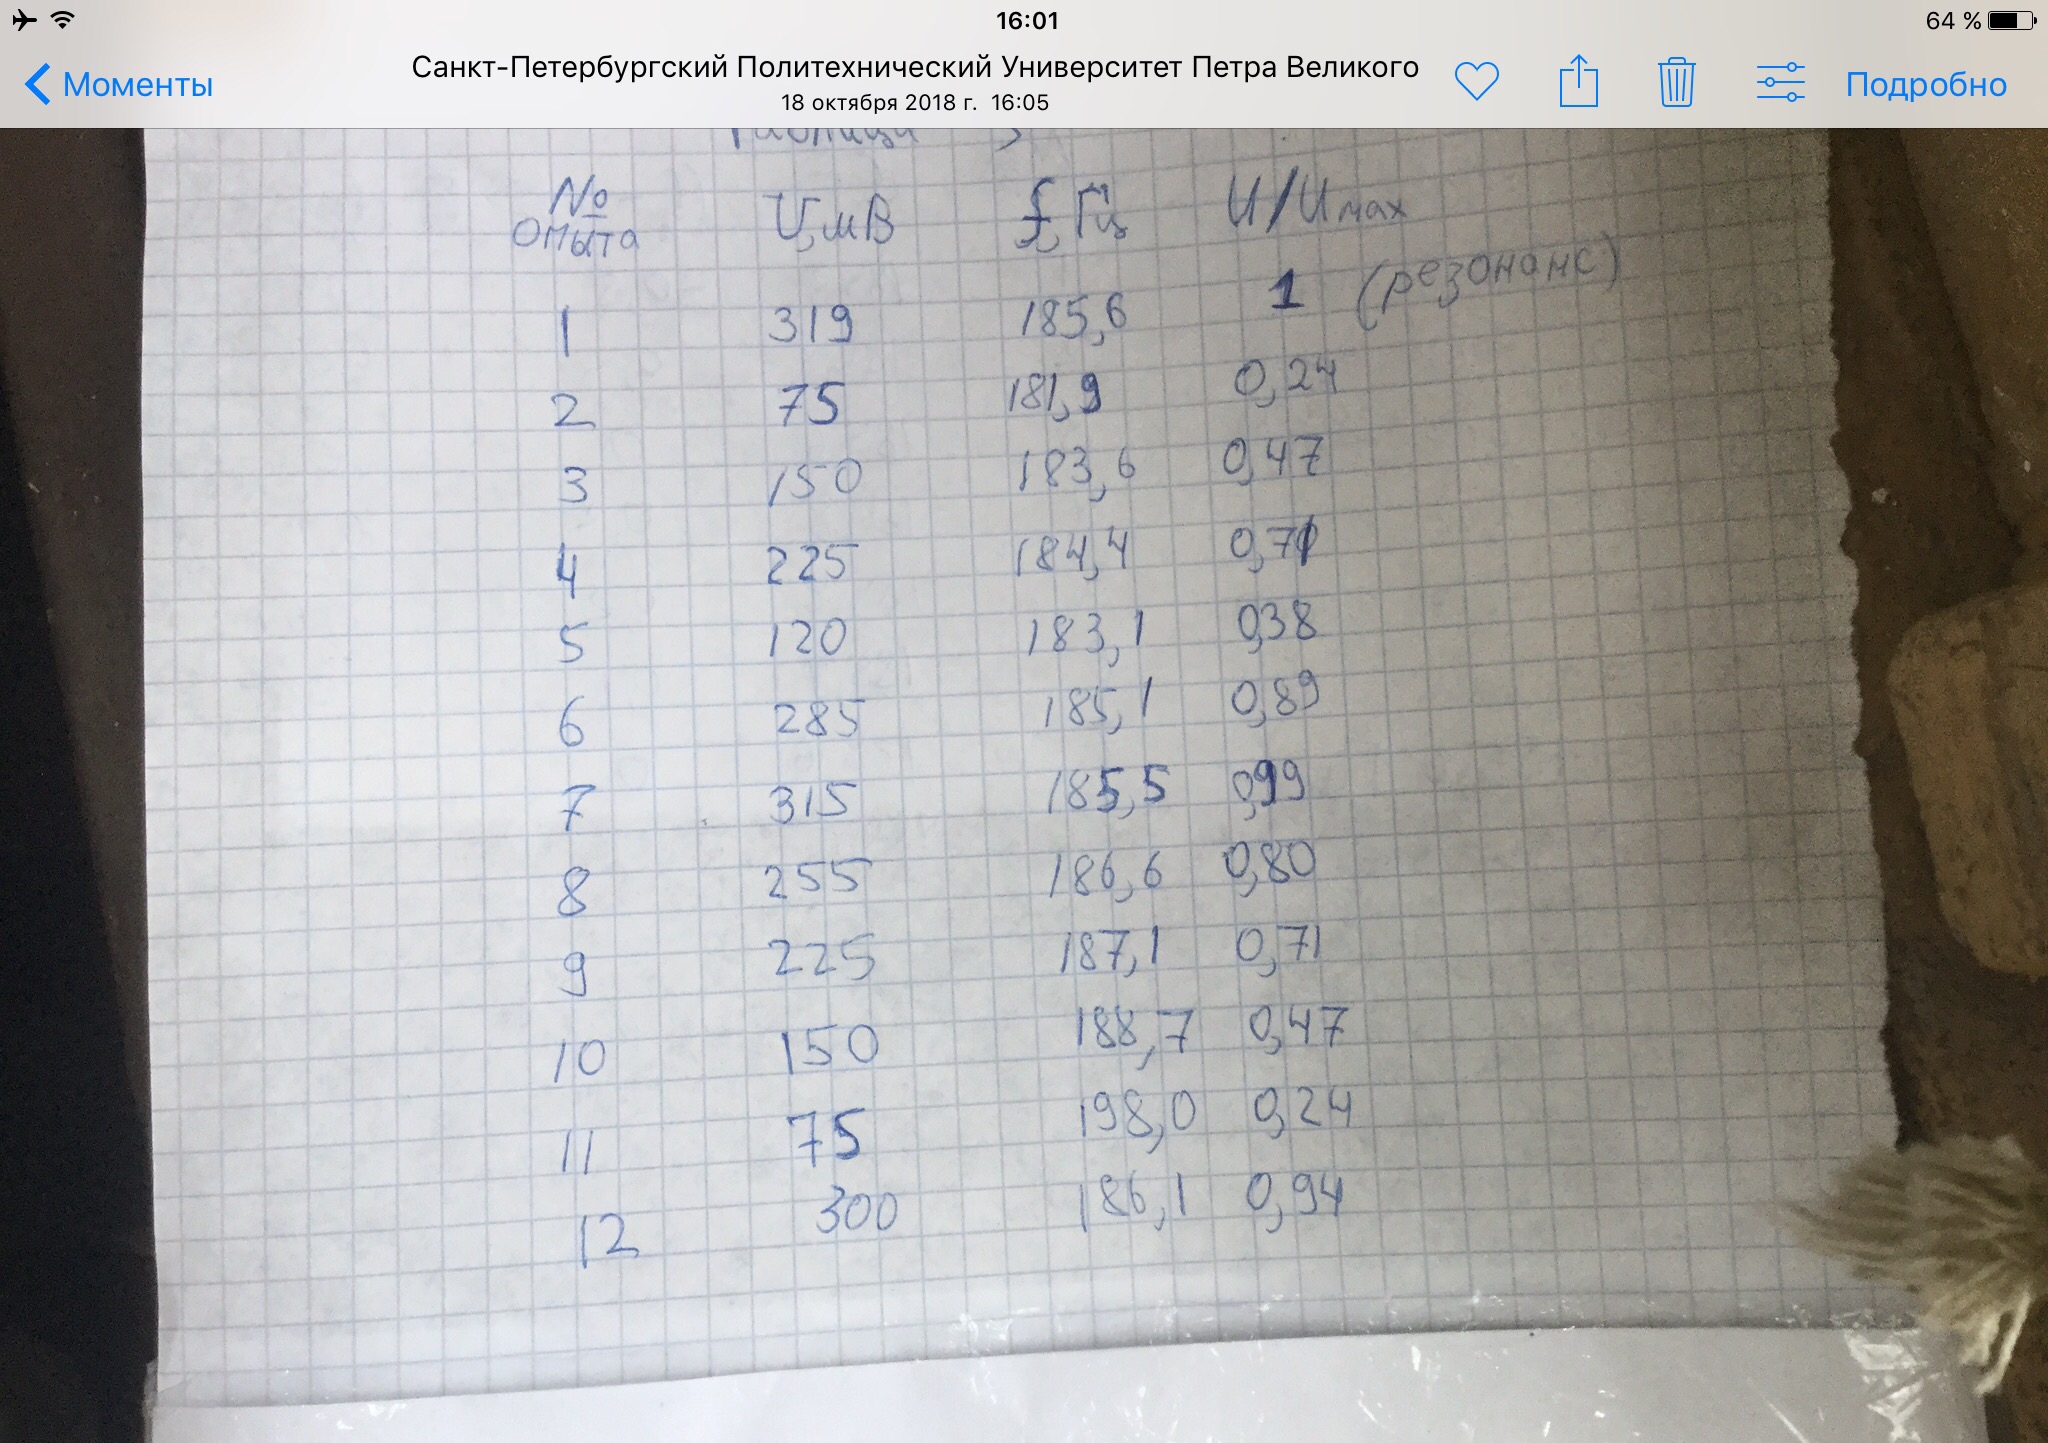 16:01
64 %
Моменты
Санкт-Петербургский Политехнический Университет Петра Великого
18 октября 2018 г. 16:05
Подробно
Таблица 3
№ опыта U, мВ f, Гц U/Umax
1 319 185,6 1 (резонанс)
2 75 181,9 0,24
3 150 183,6 0,47
4 225 184,4 0,71
5 120 183,1 0,38
6 285 185,1 0,89
7 315 185,5 0,99
8 255 186,6 0,80
9 225 187,1 0,71
10 150 188,7 0,47
11 75 198,0 0,24
12 300 186,1 0,94